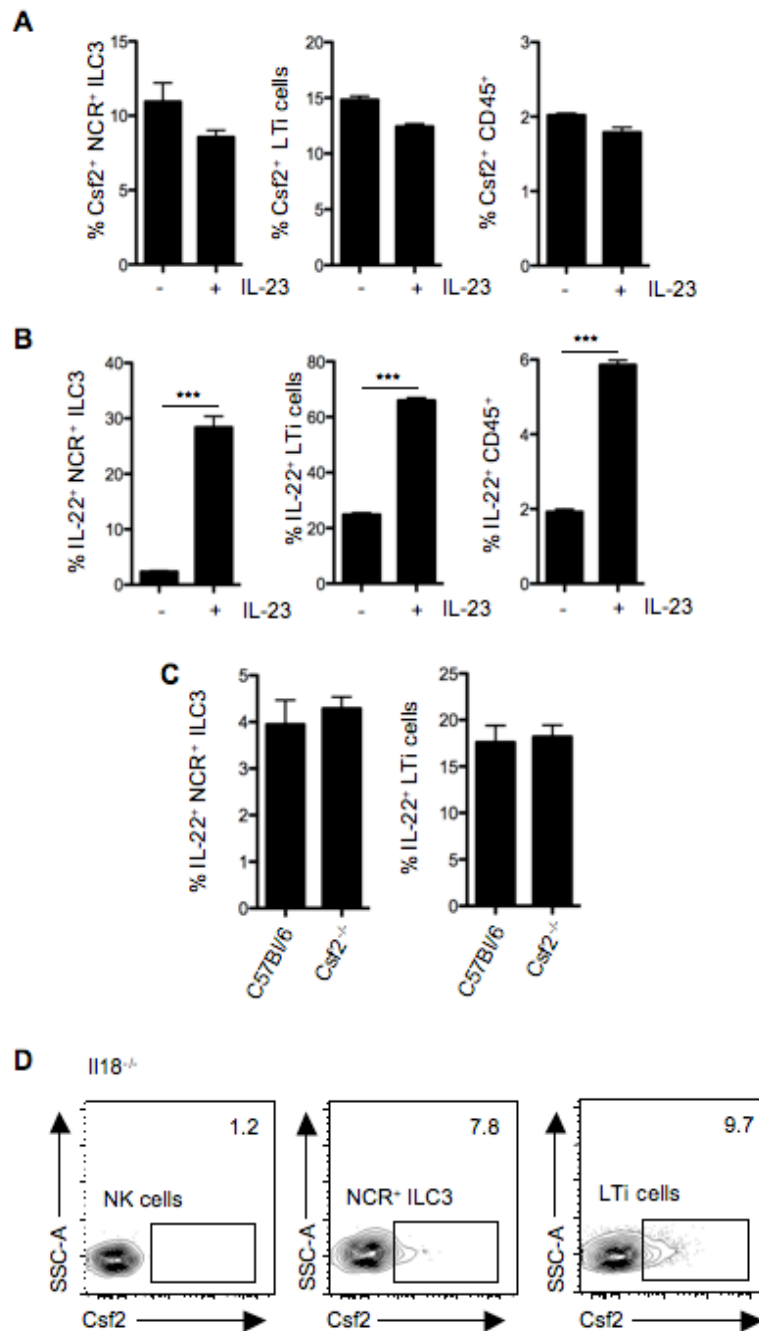 A
% Csf2⁺ NCR⁺ ILC3
15
10
5
0
- + IL-23
% Csf2⁺ LTi cells
20
15
10
5
0
- + IL-23
% Csf2⁺ CD45⁺
3
2
1
0
- + IL-23
B
% IL-22⁺ NCR⁺ ILC3
40
30
20
10
0
***
- + IL-23
% IL-22⁺ LTi cells
80
60
40
20
0
***
- + IL-23
% IL-22⁺ CD45⁺
6
4
2
0
***
- + IL-23
C
% IL-22⁺ NCR⁺ ILC3
5
4
3
2
1
0
C57Bl/6
Csf2⁻/⁻
% IL-22⁺ LTi cells
25
20
15
10
5
0
C57Bl/6
Csf2⁻/⁻
D
Il18⁻/⁻
SSC-A
1.2
NK cells
Csf2
SSC-A
7.8
NCR⁺ ILC3
Csf2
SSC-A
9.7
LTi cells
Csf2